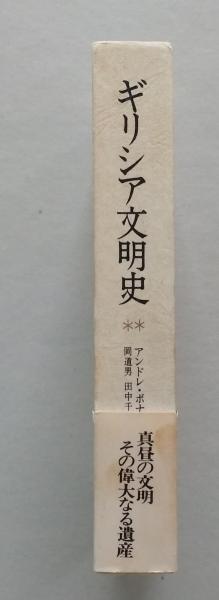 ギリシア文明史
**
アンドレ・ボナ
岡道男 田中千
真昼の文明
その偉大なる遺産